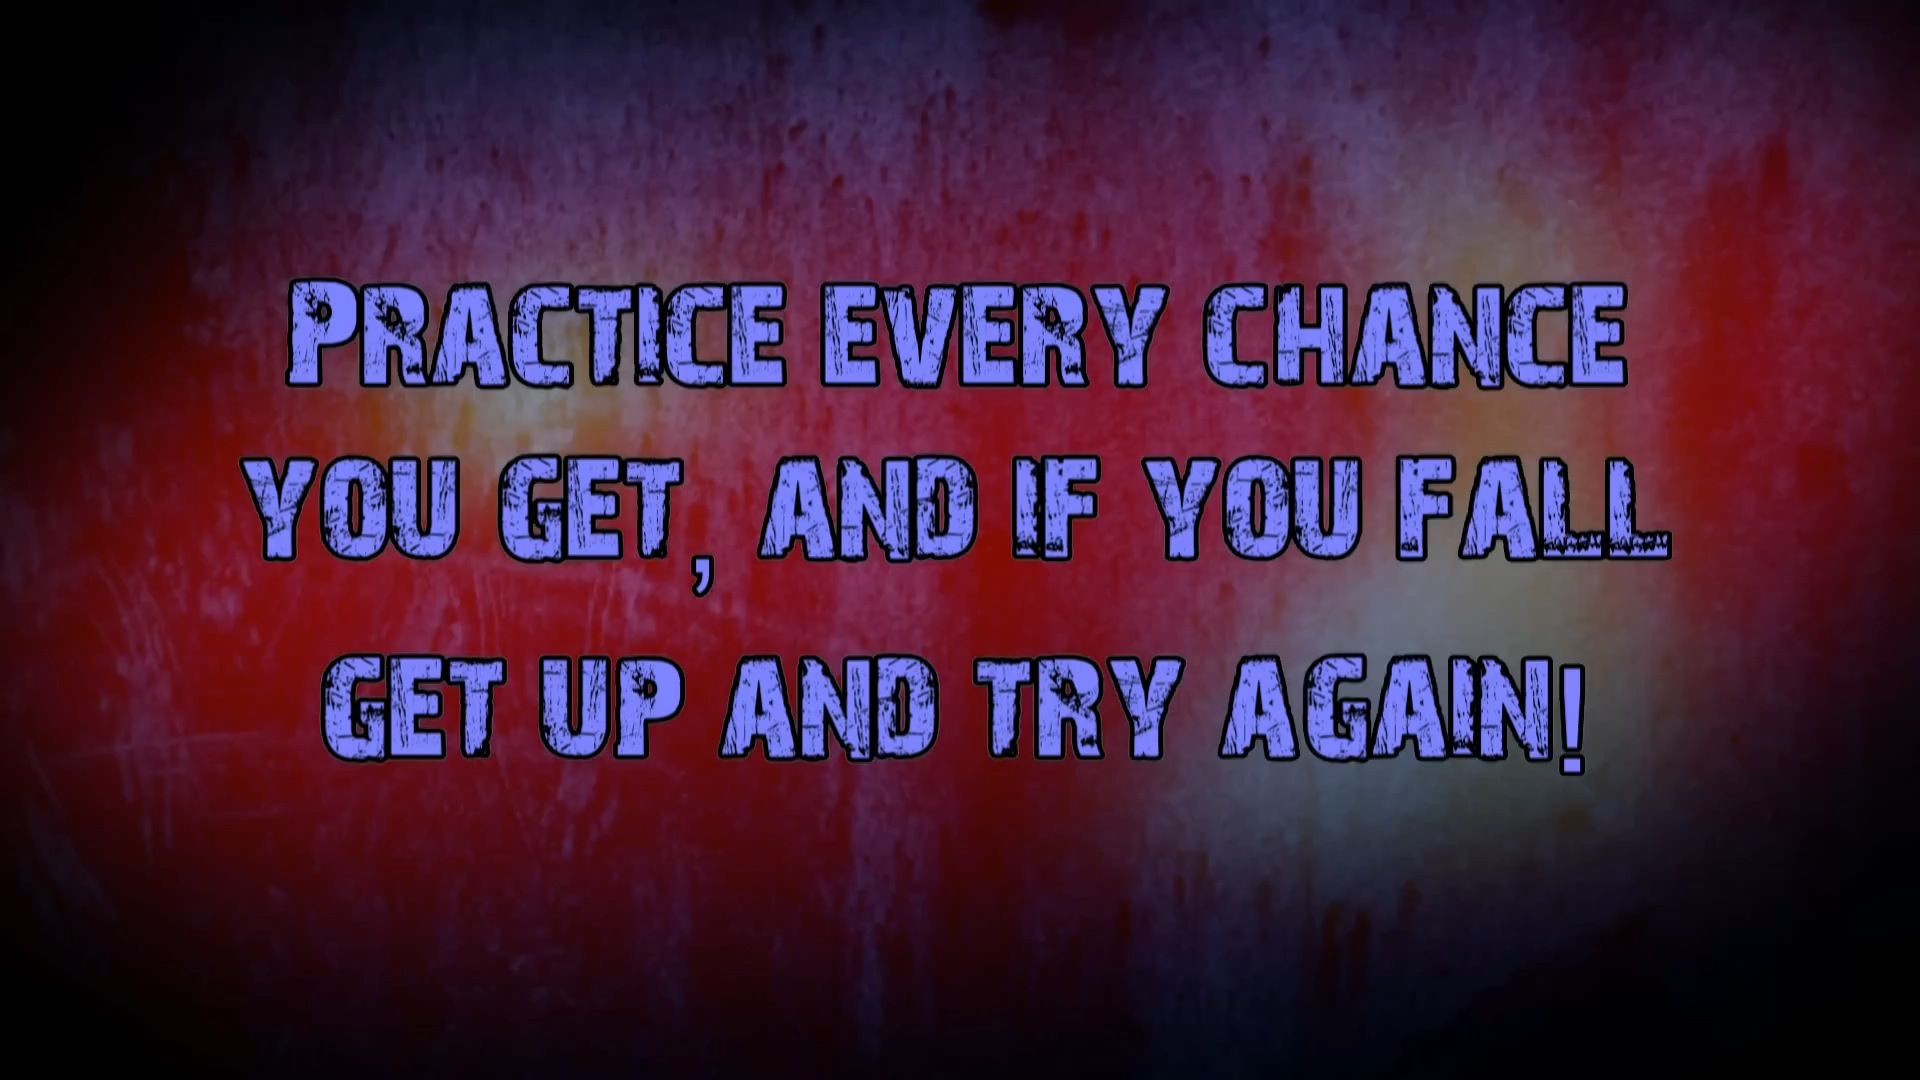 Practice every chance
you get, and if you fall
get up and try again!